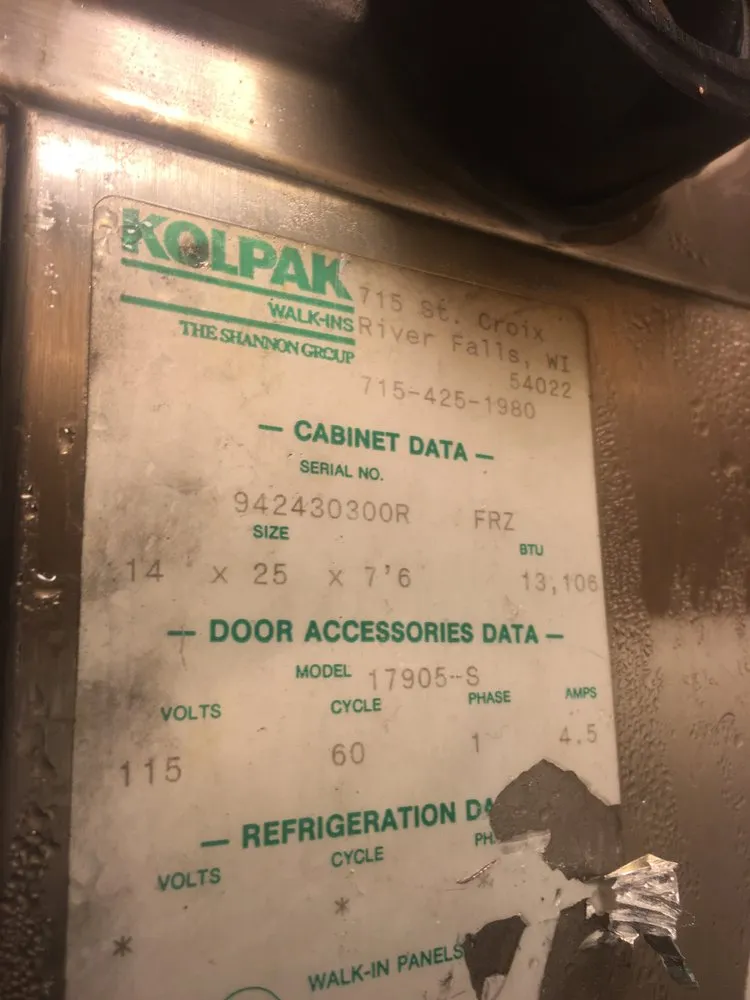 KOLPAK
WALK-INS
THE SHANNON GROUP
715 St. Croix
River Falls, WI
54022
715-425-1980
— CABINET DATA —
SERIAL NO.
942430300R FRZ
SIZE BTU
14 x 25 x 7'6 13,106
— DOOR ACCESSORIES DATA —
MODEL 17905-S
VOLTS CYCLE PHASE AMPS
115 60 1 4.5
— REFRIGERATION DA
VOLTS CYCLE PH
* * *
WALK-IN PANELS